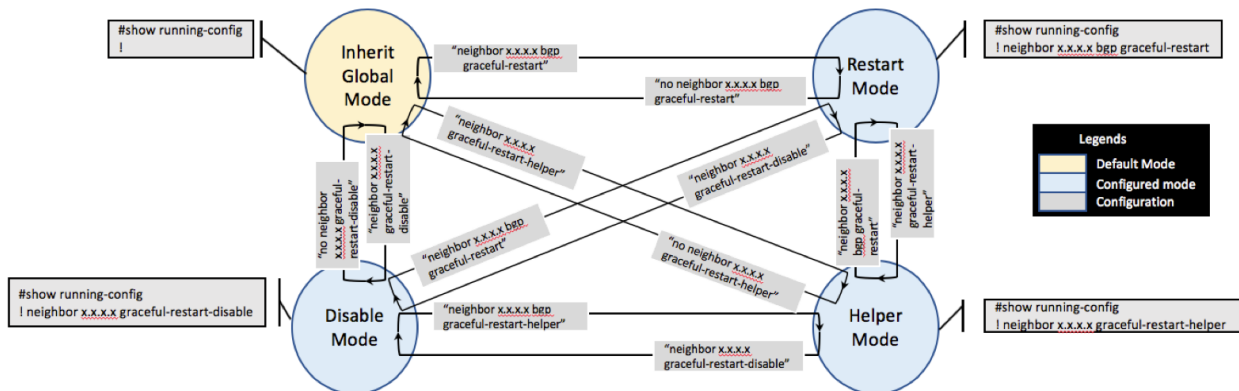 #show running-config
!
Inherit
Global
Mode
"neighbor x.x.x.x bgp
graceful-restart"
"no neighbor x.x.x.x bgp
graceful-restart"
Restart
Mode
#show running-config
! neighbor x.x.x.x bgp graceful-restart
"neighbor x.x.x.x
graceful-restart-helper"
"neighbor x.x.x.x
graceful-restart-disable"
"no neighbor
x.x.x.x graceful-
restart-disable"
"neighbor x.x.x.x
graceful-restart-
disable"
"neighbor x.x.x.x
bgp graceful-
restart"
"neighbor x.x.x.x
graceful-restart-
helper"
Legends
Default Mode
Configured mode
Configuration
"neighbor x.x.x.x bgp
graceful-restart"
"no neighbor x.x.x.x
graceful-restart-helper"
#show running-config
! neighbor x.x.x.x graceful-restart-disable
Disable
Mode
"neighbor x.x.x.x bgp
graceful-restart-helper"
"neighbor x.x.x.x
graceful-restart-disable"
Helper
Mode
#show running-config
! neighbor x.x.x.x graceful-restart-helper